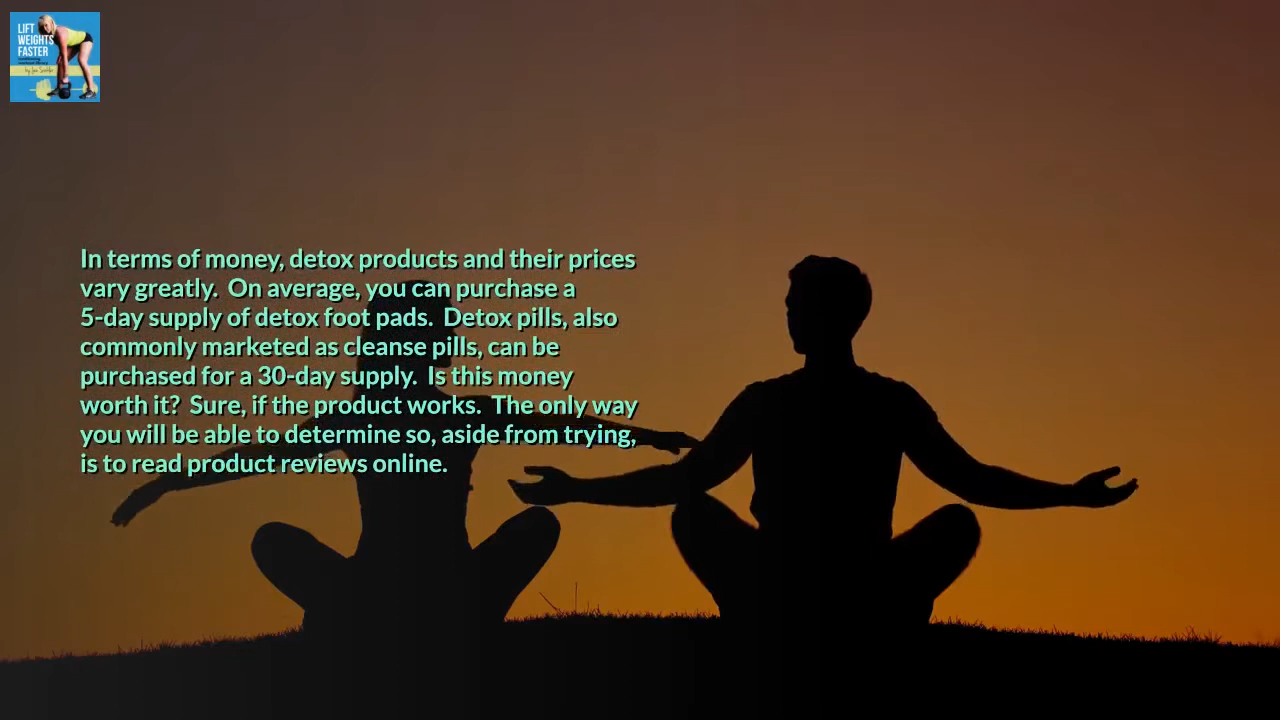 LIFT
WEIGHTS
FASTER
In terms of money, detox products and their prices
vary greatly.  On average, you can purchase a
5-day supply of detox foot pads.  Detox pills, also
commonly marketed as cleanse pills, can be
purchased for a 30-day supply.  Is this money
worth it?  Sure, if the product works.  The only way
you will be able to determine so, aside from trying,
is to read product reviews online.